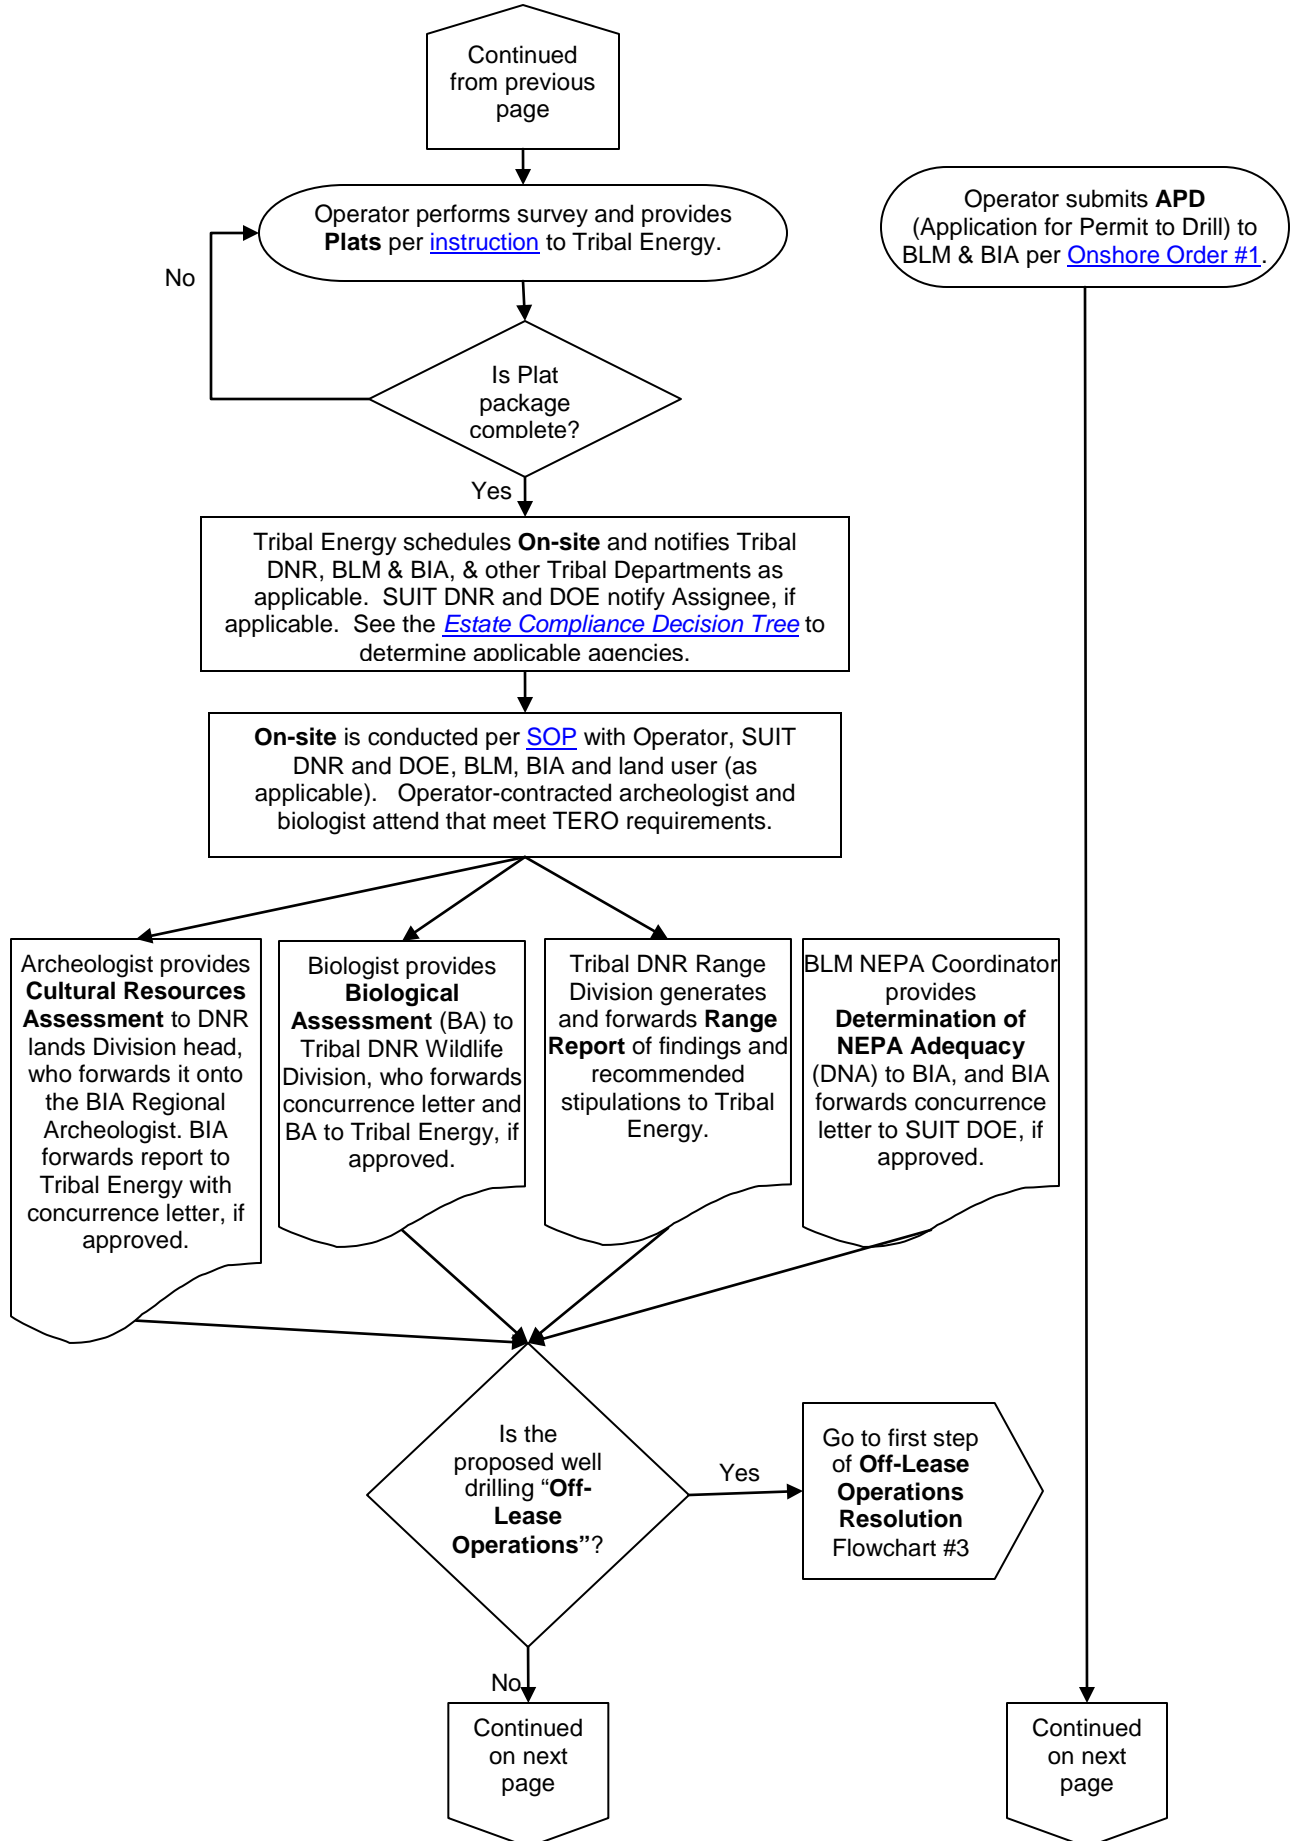 Continued
from previous
page
Operator performs survey and provides
Plats per instruction to Tribal Energy.
Operator submits APD
(Application for Permit to Drill) to
BLM & BIA per Onshore Order #1.
No
Is Plat
package
complete?
Yes
Tribal Energy schedules On-site and notifies Tribal
DNR, BLM & BIA, & other Tribal Departments as
applicable. SUIT DNR and DOE notify Assignee, if
applicable. See the Estate Compliance Decision Tree to
determine applicable agencies.
On-site is conducted per SOP with Operator, SUIT
DNR and DOE, BLM, BIA and land user (as
applicable). Operator-contracted archeologist and
biologist attend that meet TERO requirements.
Archeologist provides
Cultural Resources
Assessment to DNR
lands Division head,
who forwards it onto
the BIA Regional
Archeologist. BIA
forwards report to
Tribal Energy with
concurrence letter, if
approved.
Biologist provides
Biological
Assessment (BA) to
Tribal DNR Wildlife
Division, who forwards
concurrence letter and
BA to Tribal Energy, if
approved.
Tribal DNR Range
Division generates
and forwards Range
Report of findings and
recommended
stipulations to Tribal
Energy.
BLM NEPA Coordinator
provides
Determination of
NEPA Adequacy
(DNA) to BIA, and BIA
forwards concurrence
letter to SUIT DOE, if
approved.
Is the
proposed well
drilling “Off-
Lease
Operations”?
Yes
Go to first step
of Off-Lease
Operations
Resolution
Flowchart #3
No
Continued
on next
page
Continued
on next
page